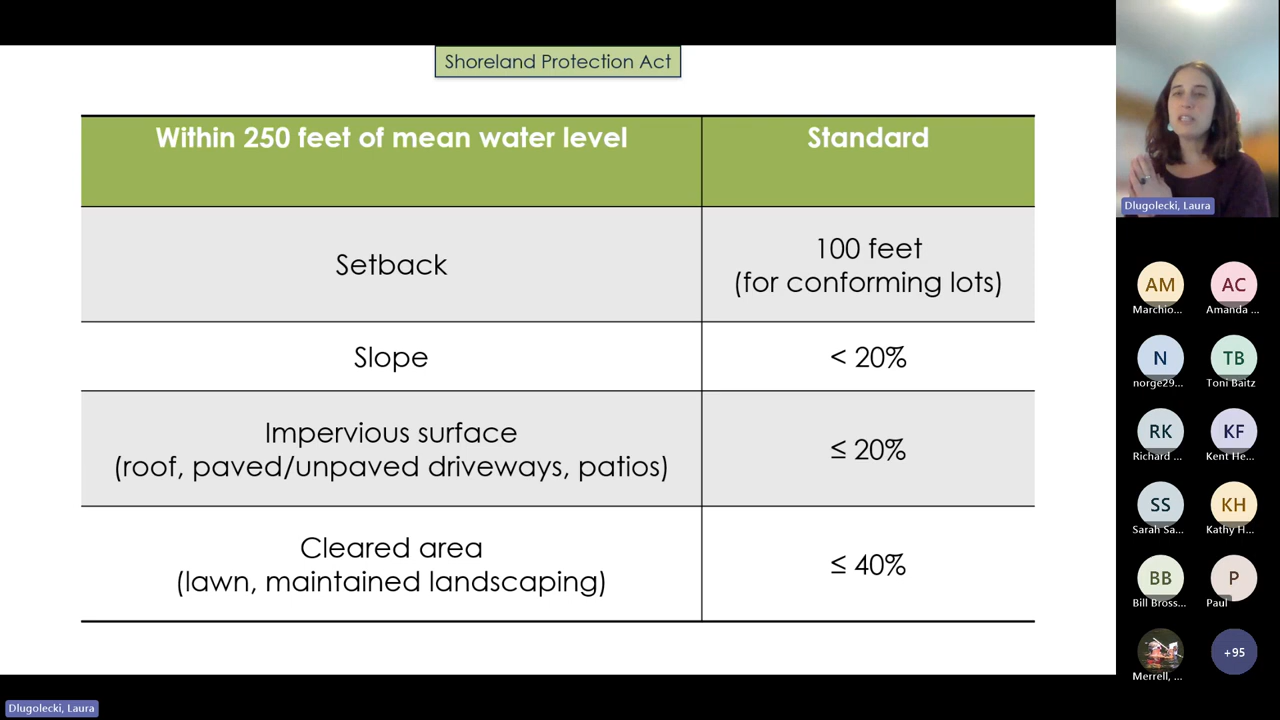 Shoreland Protection Act
Within 250 feet of mean water level
Standard
Setback
100 feet
(for conforming lots)
Slope
< 20%
Impervious surface
(roof, paved/unpaved driveways, patios)
≤ 20%
Cleared area
(lawn, maintained landscaping)
≤ 40%
Dlugolecki, Laura
AM
Marchio...
AC
Amanda ...
N
norge29...
TB
Toni Baitz
RK
Richard ...
KF
Kent He...
SS
Sarah Sa...
KH
Kathy H...
BB
Bill Bross...
P
Paul
Merrell, ...
+95
Dlugolecki, Laura